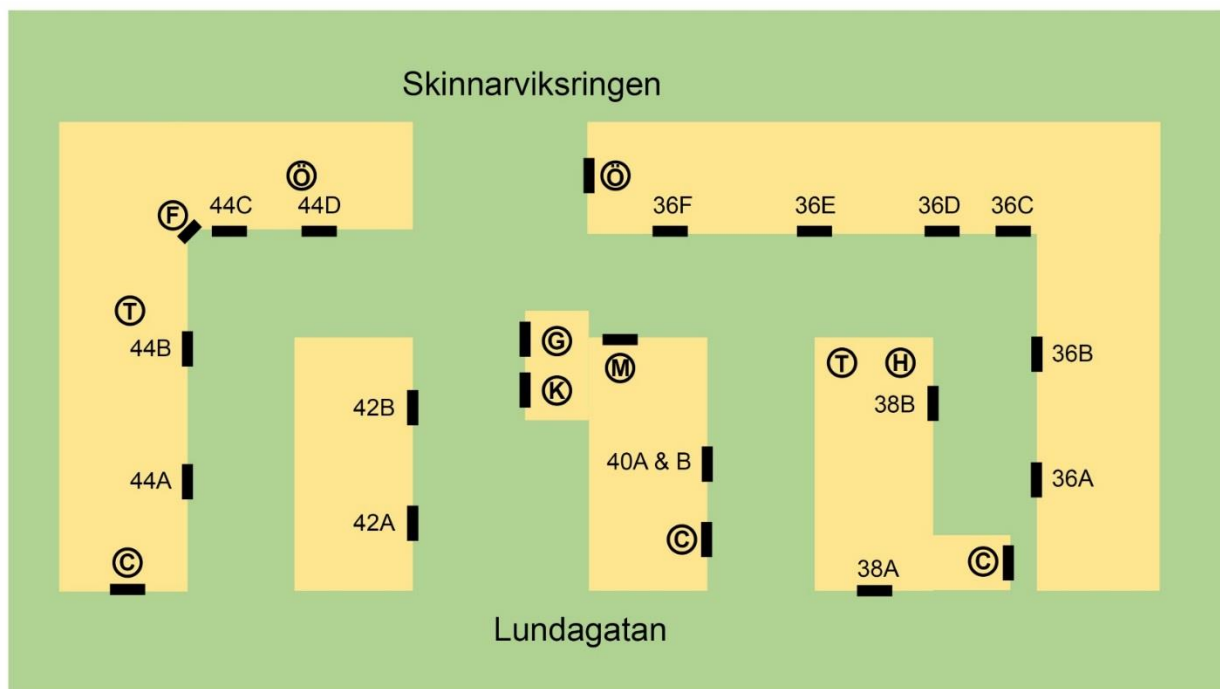 Skinnarviksringen
Ö
Ö
F
44C
44D
36F
36E
36D
36C
T
44B
G
M
K
T
H
36B
42B
38B
44A
40A & B
36A
42A
C
C
C
38A
Lundagatan